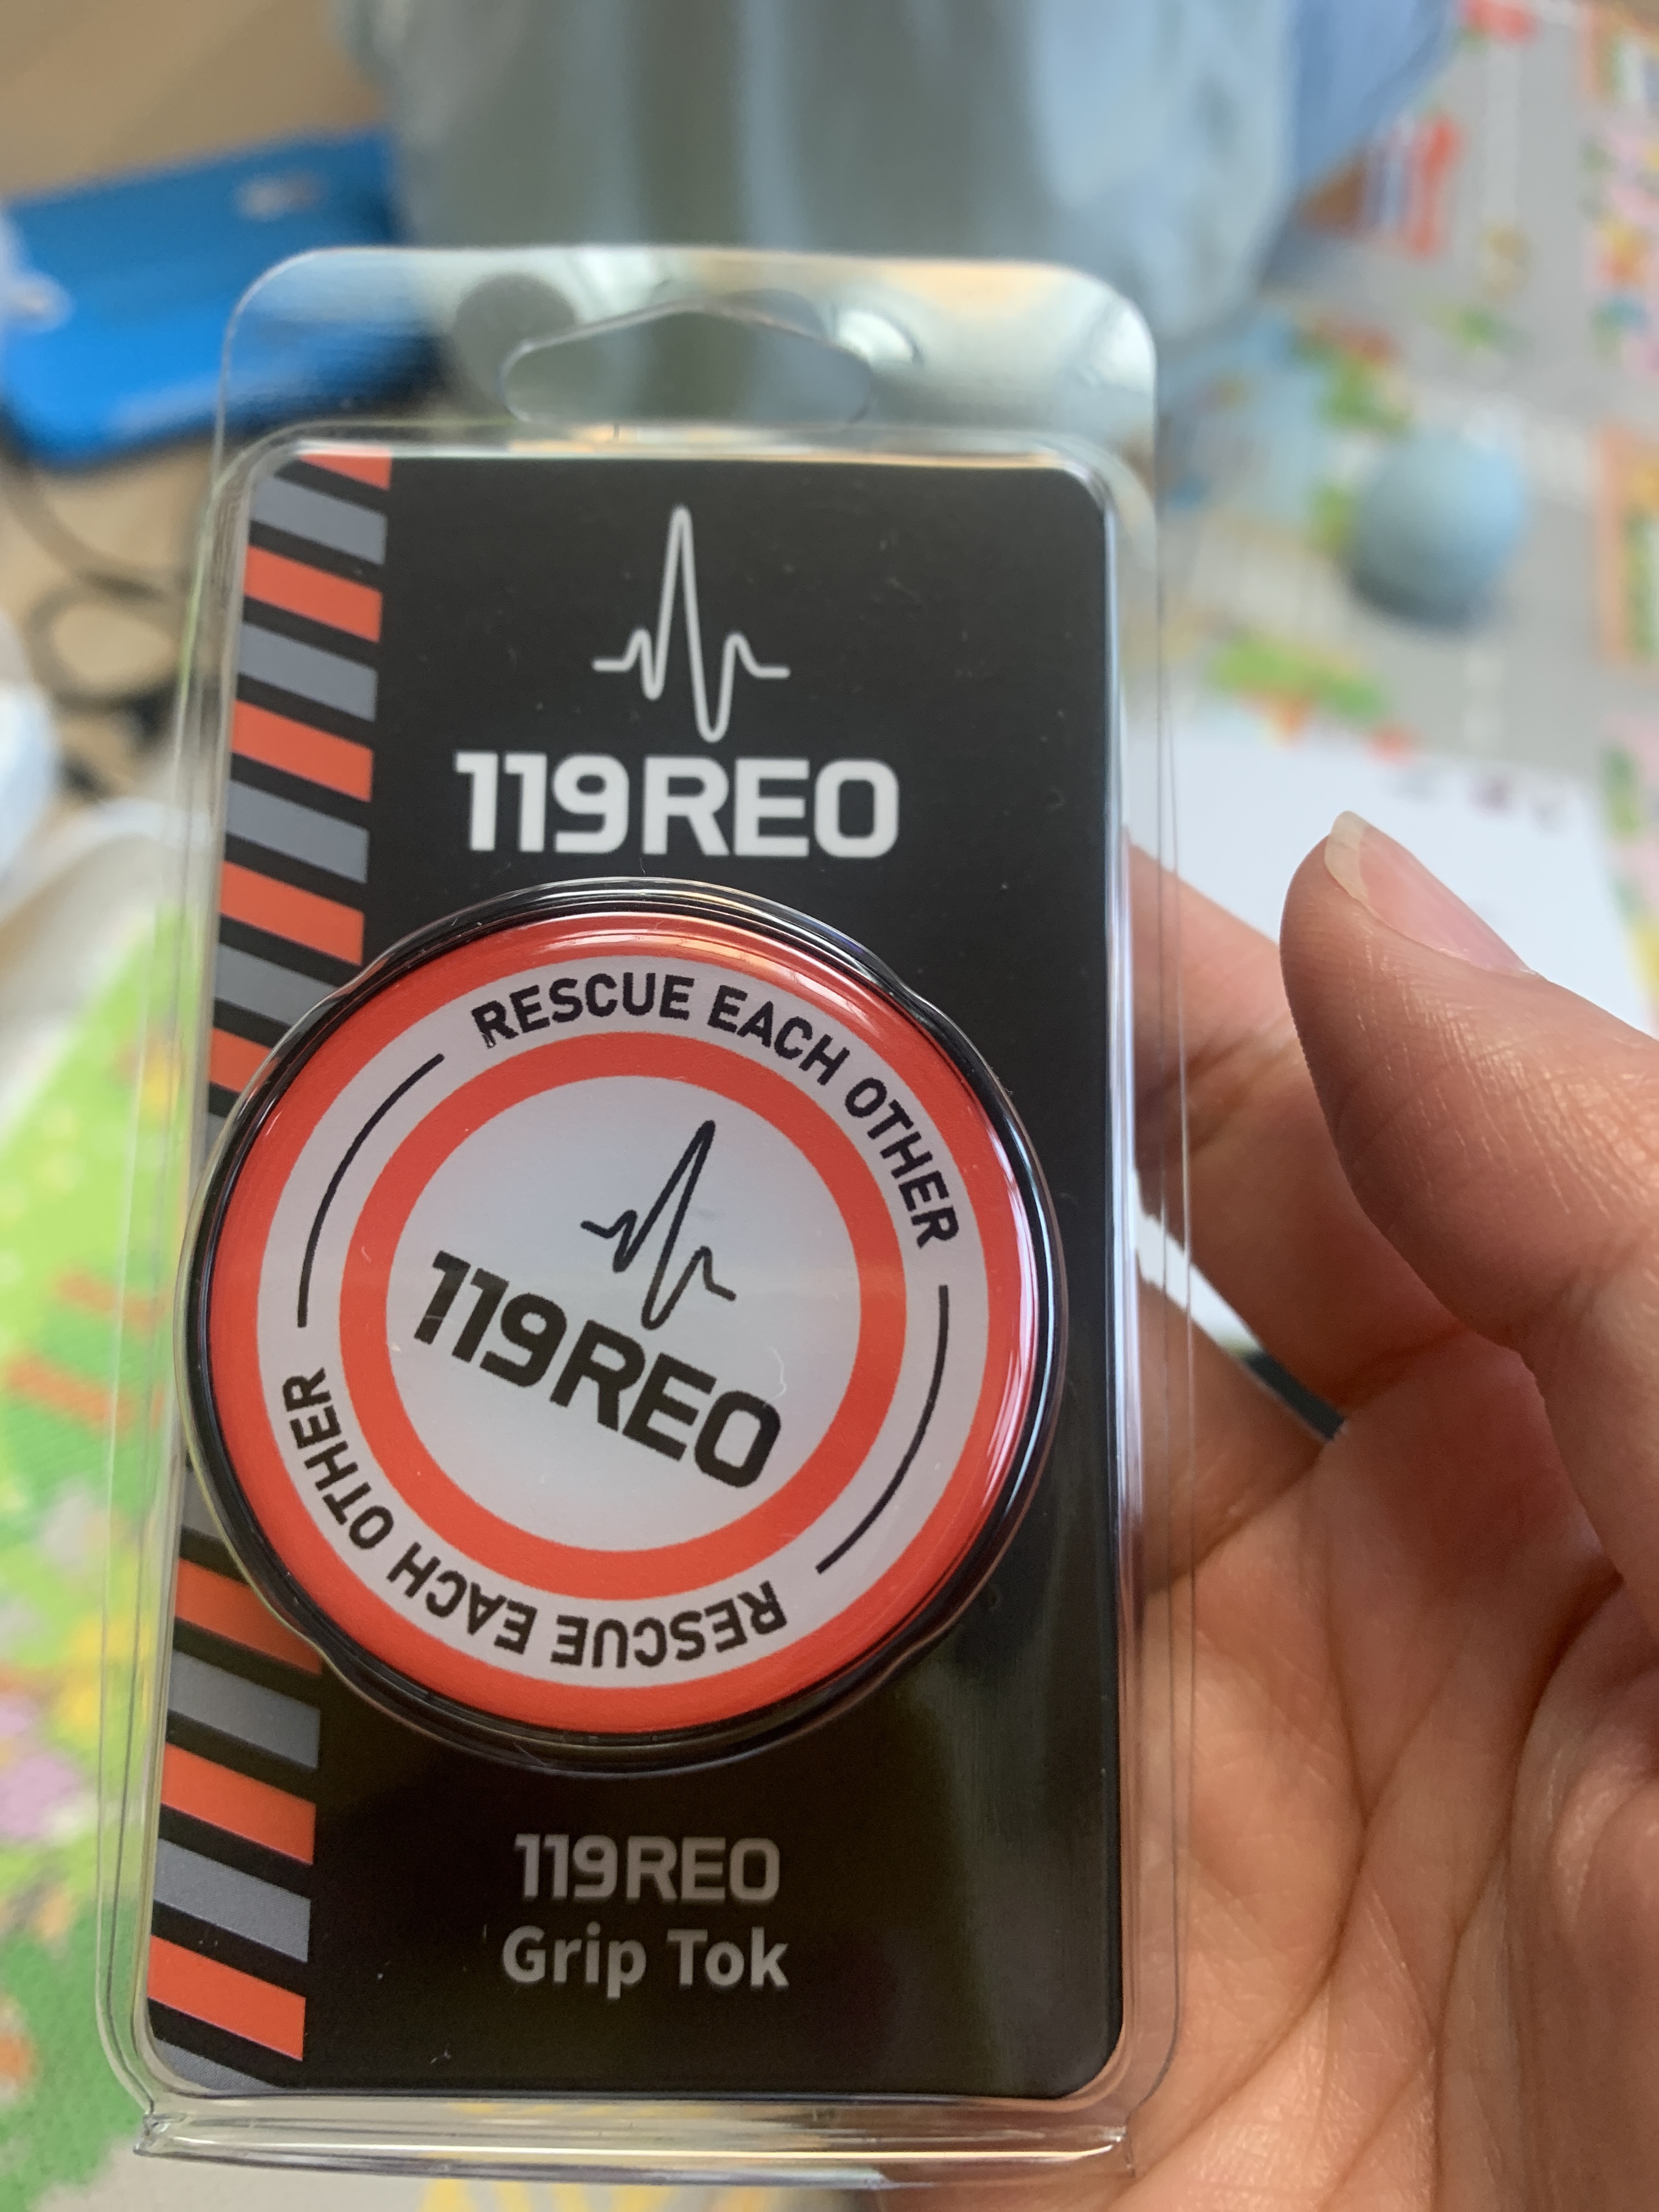 119REO
RESCUE EACH OTHER
119REO
RESCUE EACH OTHER
119REO
Grip Tok